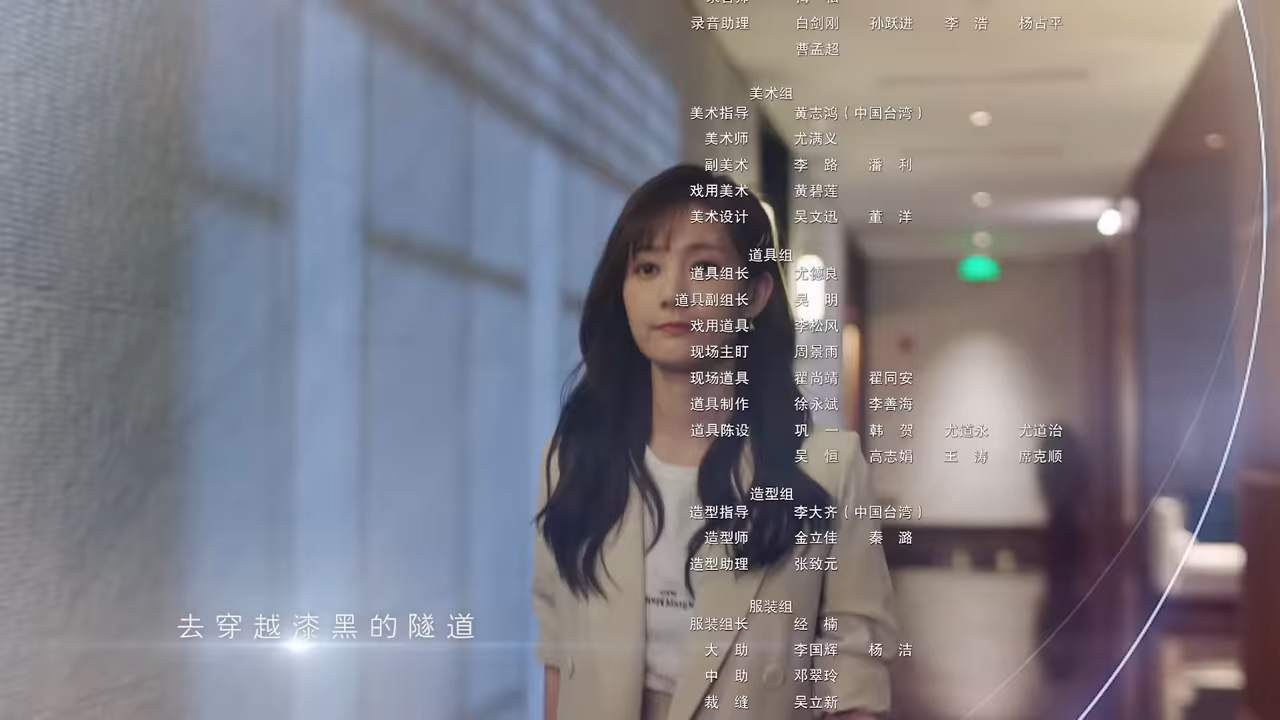 录音助理 白剑刚 孙跃进 李 浩 杨占平
曹孟超
美术组
美术指导 黄志鸿（中国台湾）
美术师 尤满义
副美术 李 路 潘 利
戏用美术 黄碧莲
美术设计 吴文迅 董 洋
道具组
道具组长 尤德良
道具副组长 吴 明
戏用道具 李松风
现场主盯 周景雨
现场道具 翟尚靖 翟同安
道具制作 徐永斌 李善海
道具陈设 巩 一 韩 贺 尤道永 尤道治
吴 恒 高志娟 王 涛 席克顺
造型组
造型指导 李大齐（中国台湾）
造型师 金立佳 秦 潞
造型助理 张致元
服装组
服装组长 经 楠
大 助 李国辉 杨 洁
中 助 邓翠玲
裁 缝 吴立新
去穿越漆黑的隧道